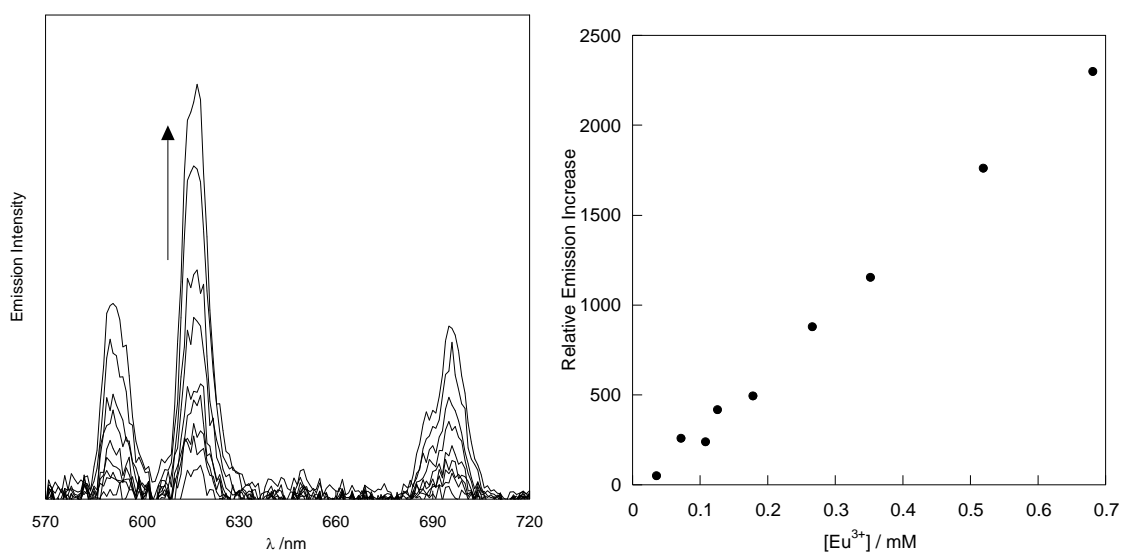 Emission Intensity
570 600 630 660 690 720
λ /nm
Relative Emission Increase
2500
2000
1500
1000
500
0
0 0.1 0.2 0.3 0.4 0.5 0.6 0.7
[Eu³⁺] / mM